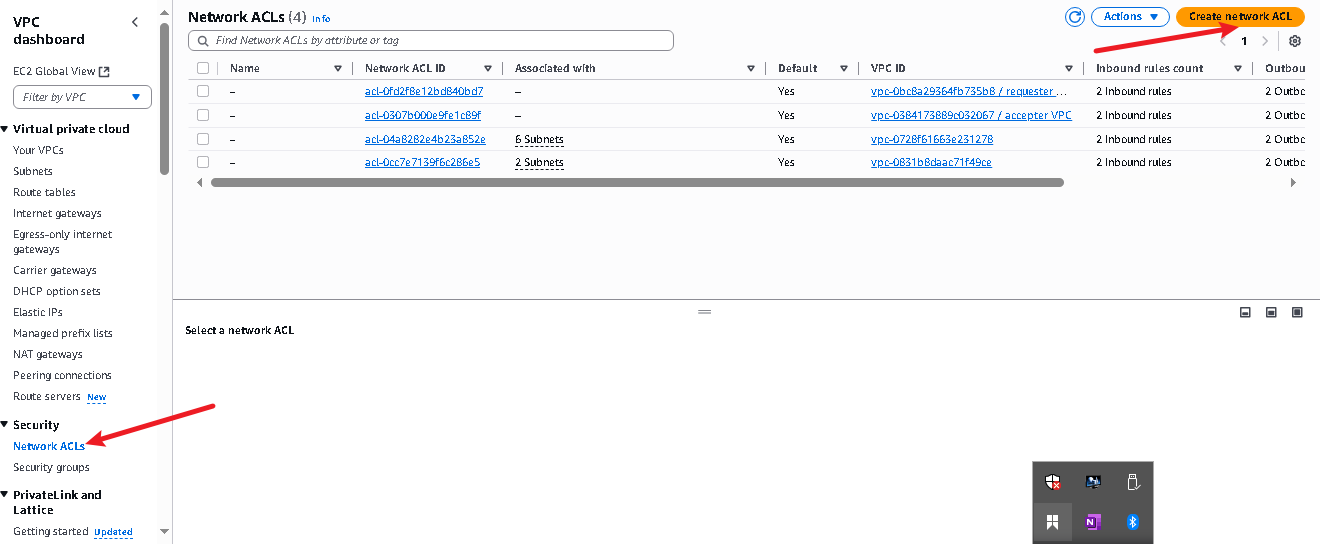 VPC
dashboard
EC2 Global View
Filter by VPC
Virtual private cloud
Your VPCs
Subnets
Route tables
Internet gateways
Egress-only internet
gateways
Carrier gateways
DHCP option sets
Elastic IPs
Managed prefix lists
NAT gateways
Peering connections
Route servers New
Security
Network ACLs
Security groups
PrivateLink and
Lattice
Getting started Updated
Network ACLs (4) Info
Actions
Create network ACL
Find Network ACLs by attribute or tag
1
Name Network ACL ID Associated with Default VPC ID Inbound rules count Outbou
– acl-0fd2f8e12bd840bd7 – Yes vpc-0bc8a29364fb735b8 / requester ... 2 Inbound rules 2 Outbc
– acl-0307b000e9fe1c89f – Yes vpc-0384173889c032067 / accepter VPC 2 Inbound rules 2 Outbc
– acl-04a8282e4b23a852e 6 Subnets Yes vpc-0728f61663e231278 2 Inbound rules 2 Outbc
– acl-0cc7e7139f6c286e5 2 Subnets Yes vpc-0831b8daac71f49ce 2 Inbound rules 2 Outbc
Select a network ACL
N